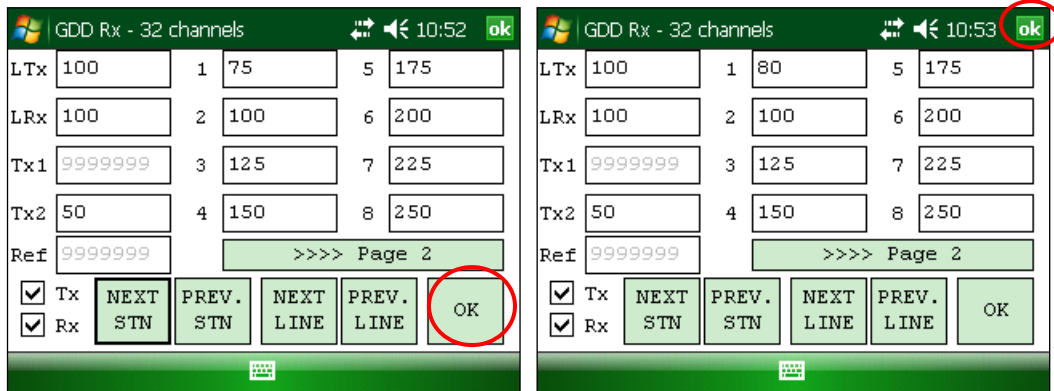 GDD Rx - 32 channels 10:52 ok
LTx 100 1 75 5 175
LRx 100 2 100 6 200
Tx1 9999999 3 125 7 225
Tx2 50 4 150 8 250
Ref 9999999 >>>> Page 2
Tx NEXT PREV. NEXT PREV. OK
Rx STN STN LINE LINE
GDD Rx - 32 channels 10:53 ok
LTx 100 1 80 5 175
LRx 100 2 100 6 200
Tx1 9999999 3 125 7 225
Tx2 50 4 150 8 250
Ref 9999999 >>>> Page 2
Tx NEXT PREV. NEXT PREV. OK
Rx STN STN LINE LINE